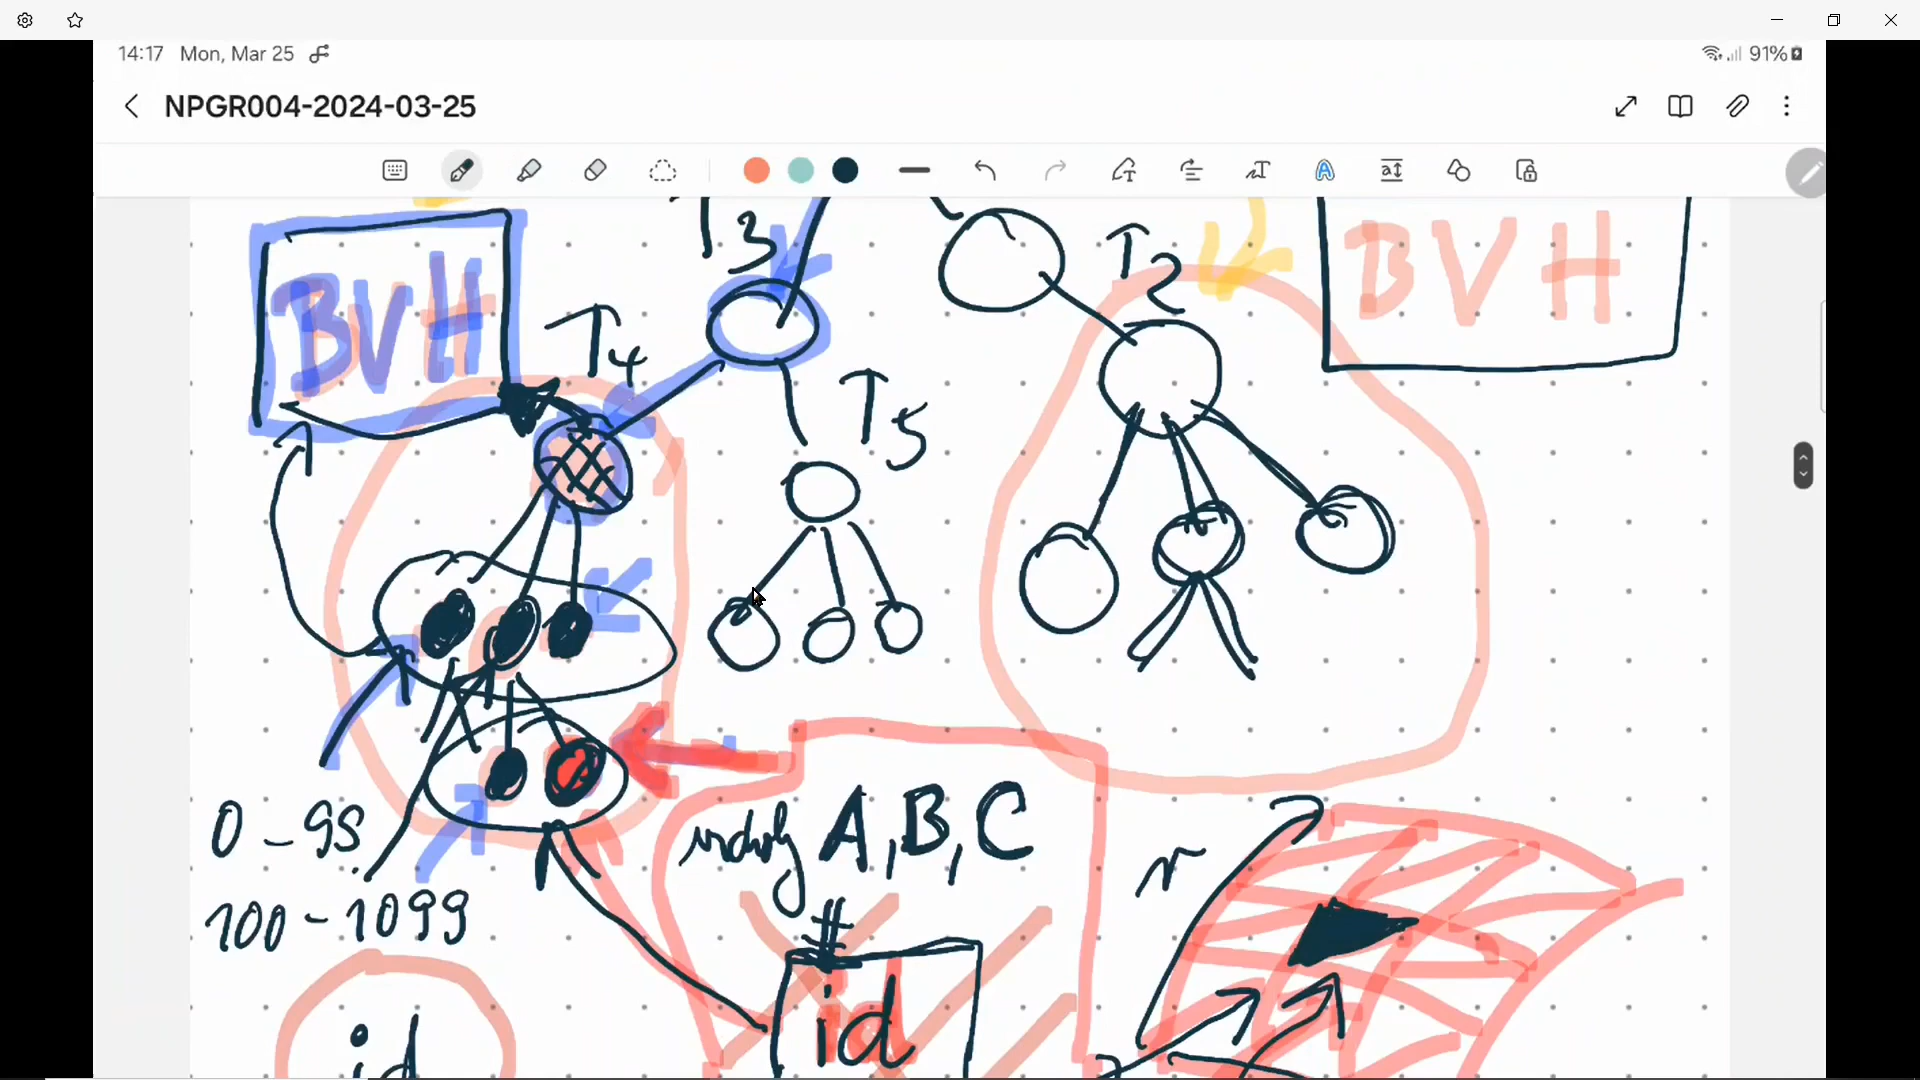 14:17 Mon, Mar 25 91%
NPGR004-2024-03-25
T3
T2
BVH
BVH
T4
T5
A, B, C
0 - 99
100 - 1099
r
#
id
id